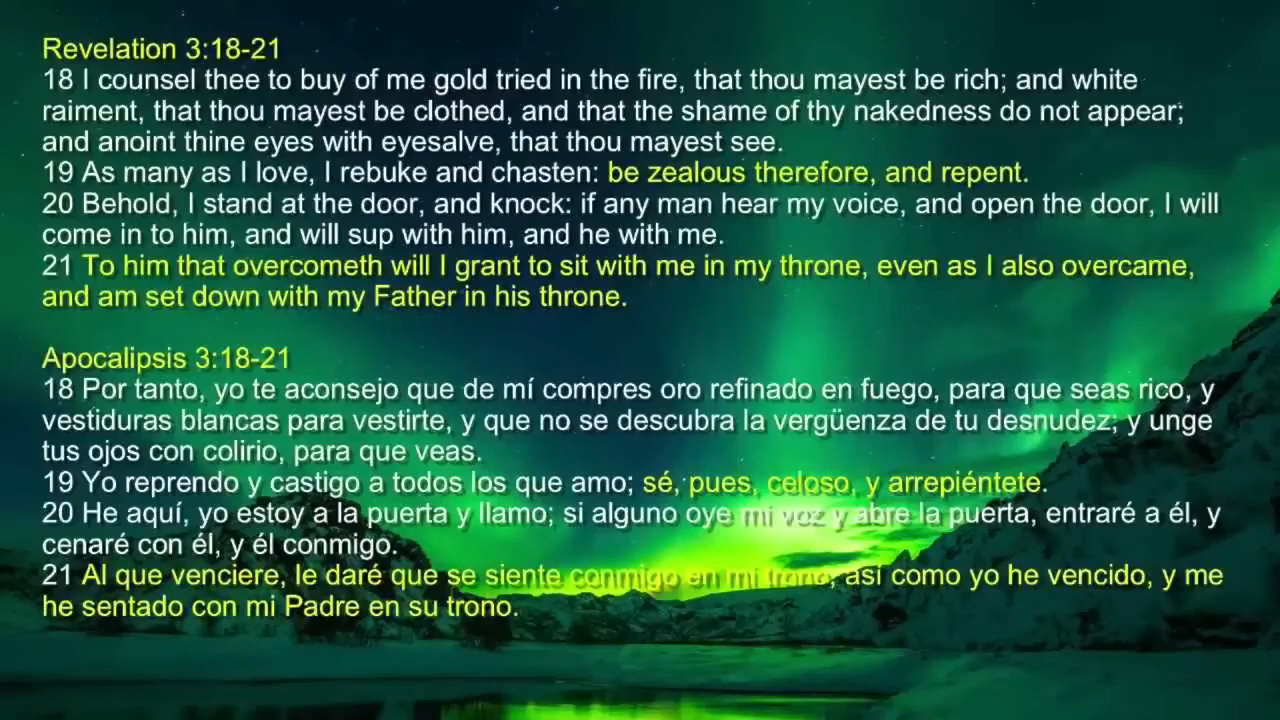 Revelation 3:18-21
18 I counsel thee to buy of me gold tried in the fire, that thou mayest be rich; and white
raiment, that thou mayest be clothed, and that the shame of thy nakedness do not appear;
and anoint thine eyes with eyesalve, that thou mayest see.
19 As many as I love, I rebuke and chasten: be zealous therefore, and repent.
20 Behold, I stand at the door, and knock: if any man hear my voice, and open the door, I will
come in to him, and will sup with him, and he with me.
21 To him that overcometh will I grant to sit with me in my throne, even as I also overcame,
and am set down with my Father in his throne.
Apocalipsis 3:18-21
18 Por tanto, yo te aconsejo que de mí compres oro refinado en fuego, para que seas rico, y
vestiduras blancas para vestirte, y que no se descubra la vergüenza de tu desnudez; y unge
tus ojos con colirio, para que veas.
19 Yo reprendo y castigo a todos los que amo; sé, pues, celoso, y arrepiéntete.
20 He aquí, yo estoy a la puerta y llamo; si alguno oye mi voz y abre la puerta, entraré a él, y
cenaré con él, y él conmigo.
21 Al que venciere, le daré que se siente conmigo en mi trono, así como yo he vencido, y me
he sentado con mi Padre en su trono.